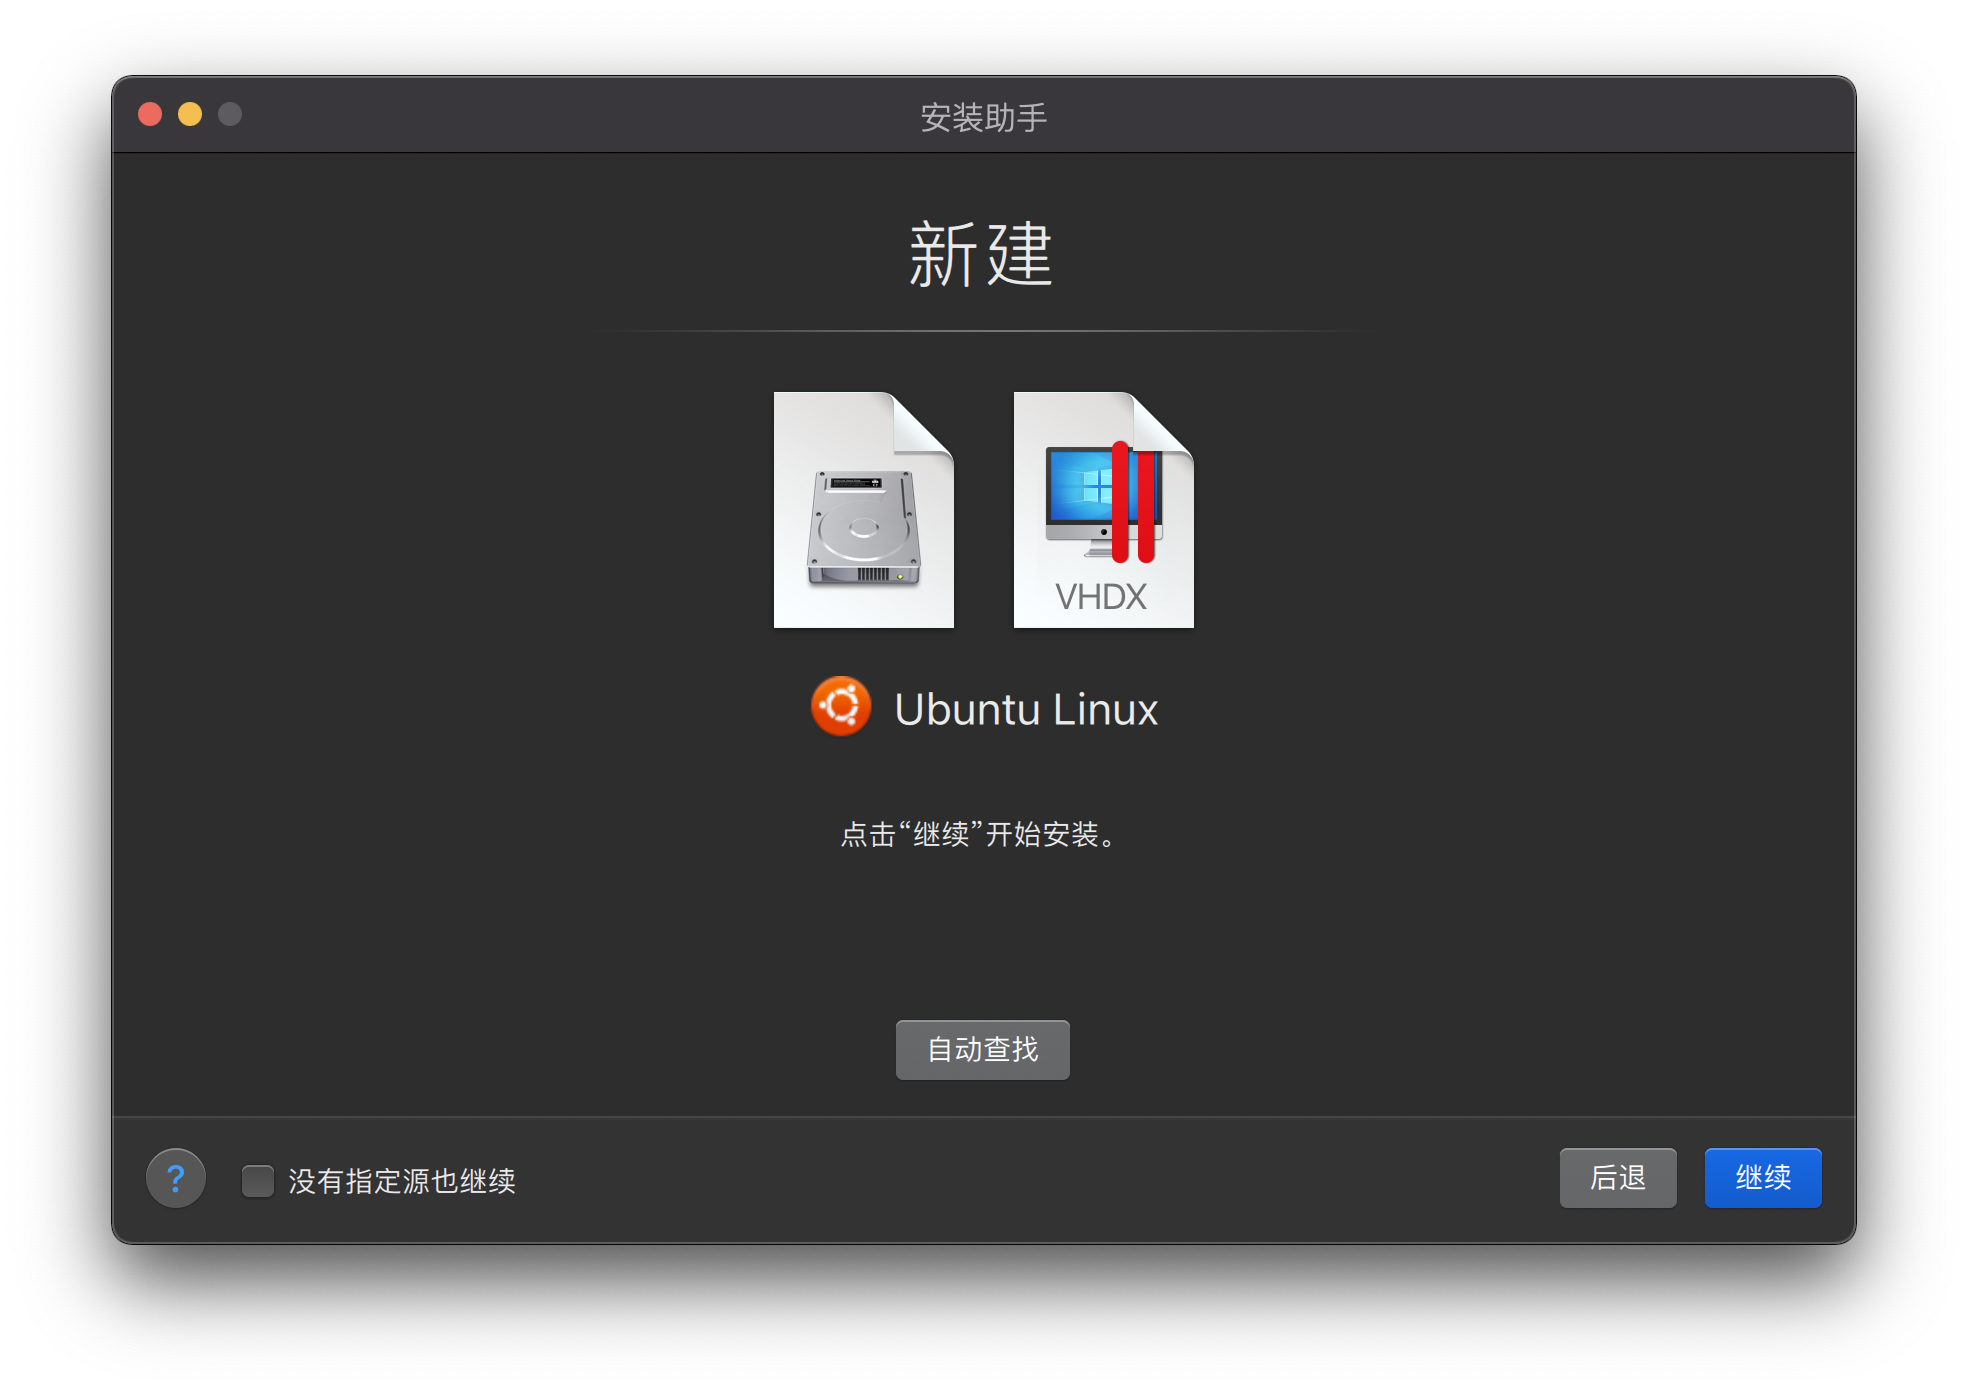 安装助手
新建
VHDX
Ubuntu Linux
点击“继续”开始安装。
自动查找
?
没有指定源也继续
后退
继续